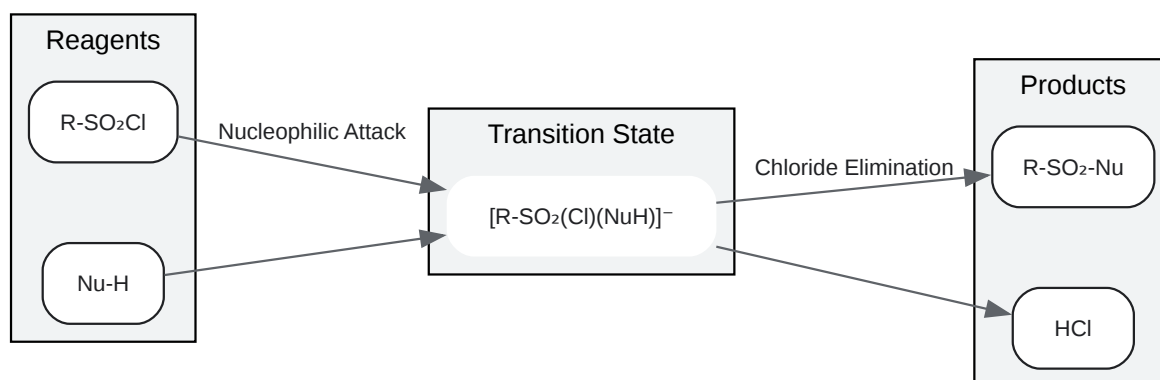 Reagents
R-SO₂Cl
Nu-H
Nucleophilic Attack
Transition State
[R-SO₂(Cl)(NuH)]⁻
Chloride Elimination
Products
R-SO₂-Nu
HCl